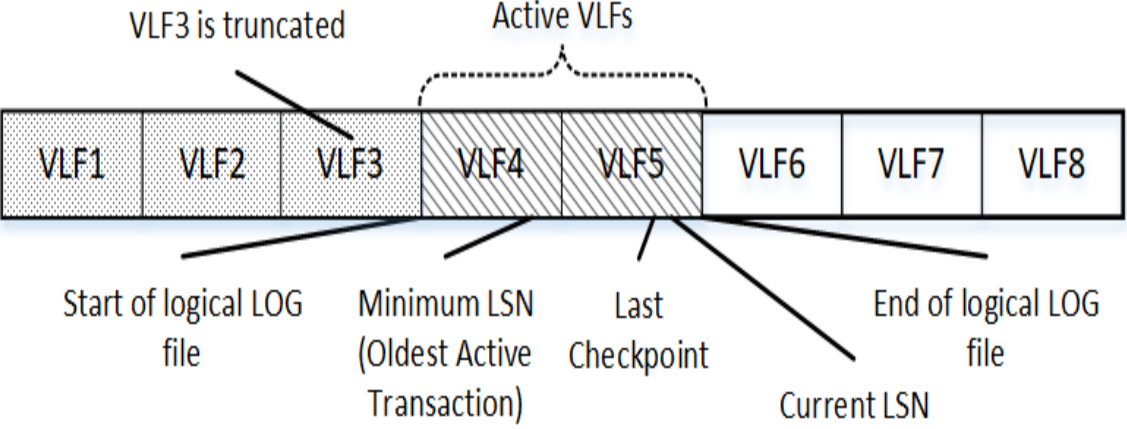 VLF3 is truncated
Active VLFs
VLF1 VLF2 VLF3 VLF4 VLF5 VLF6 VLF7 VLF8
Start of logical LOG
file
Minimum LSN
(Oldest Active
Transaction)
Last
Checkpoint
Current LSN
End of logical LOG
file